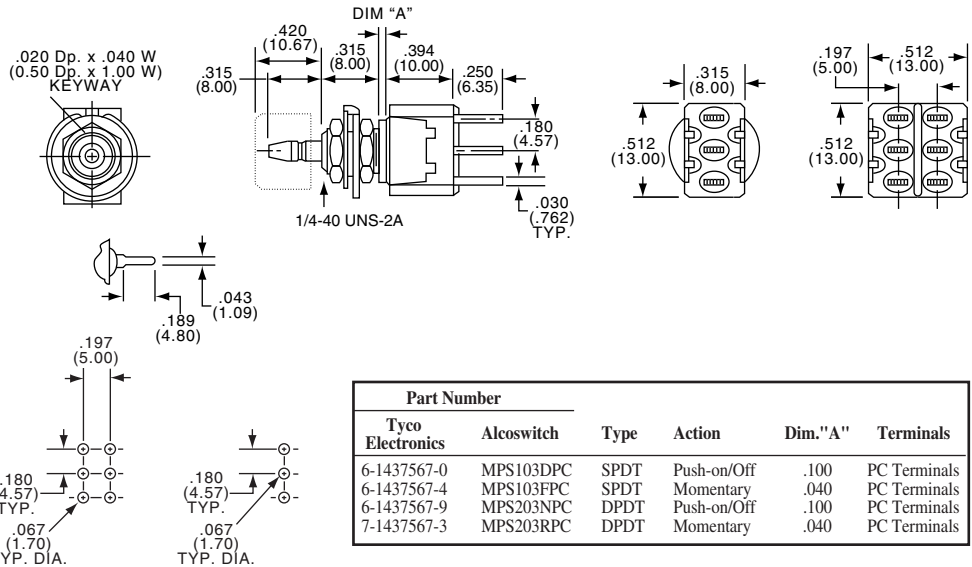 DIM “A”
.020 Dp. x .040 W
(0.50 Dp. x 1.00 W)
KEYWAY
.420
(10.67)
.315
(8.00)
.315
(8.00)
.394
(10.00)
.250
(6.35)
.180
(4.57)
.030
(.762)
TYP.
1/4-40 UNS-2A
.315
(8.00)
.512
(13.00)
.197
(5.00)
.512
(13.00)
.512
(13.00)
.043
(1.09)
.189
(4.80)
.197
(5.00)
.180
(4.57)
TYP.
.067
(1.70)
TYP. DIA.
.180
(4.57)
TYP.
.067
(1.70)
TYP. DIA.
Part Number
Tyco Electronics Alcoswitch Type Action Dim."A" Terminals
6-1437567-0 MPS103DPC SPDT Push-on/Off .100 PC Terminals
6-1437567-4 MPS103FPC SPDT Momentary .040 PC Terminals
6-1437567-9 MPS203NPC DPDT Push-on/Off .100 PC Terminals
7-1437567-3 MPS203RPC DPDT Momentary .040 PC Terminals